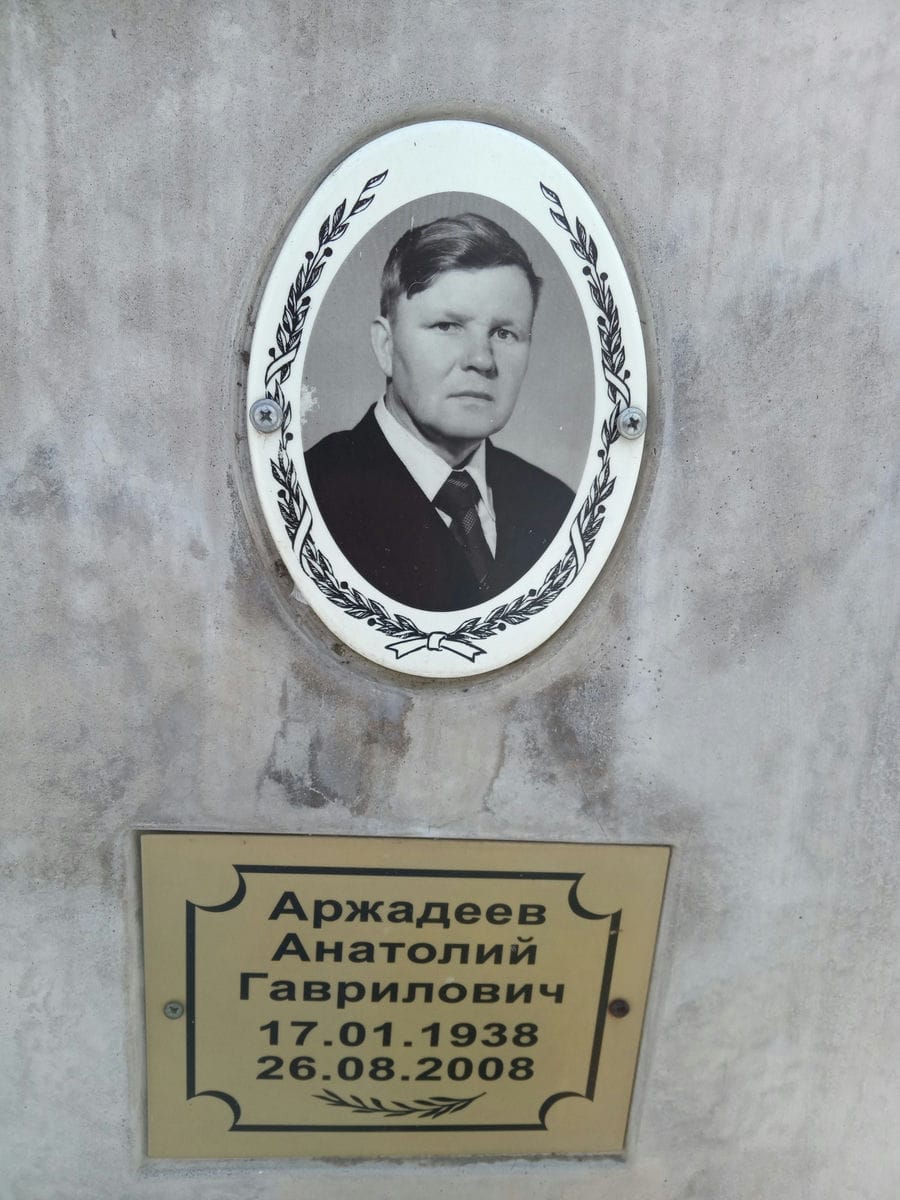 Аржадеев
Анатолий
Гаврилович
17.01.1938
26.08.2008